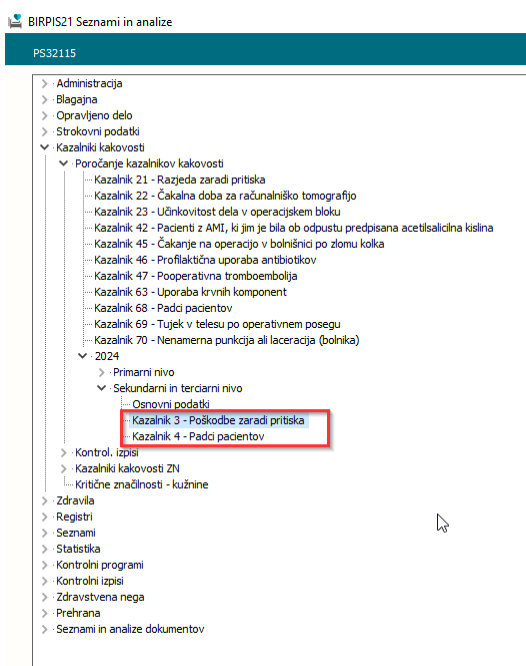 BIRPIS21 Seznami in analize
PS32115
Administracija
Blagajna
Opravljeno delo
Strokovni podatki
Kazalniki kakovosti
Poročanje kazalnikov kakovosti
Kazalnik 21 - Razjeda zaradi pritiska
Kazalnik 22 - Čakalna doba za računalniško tomografijo
Kazalnik 23 - Učinkovitost dela v operacijskem bloku
Kazalnik 42 - Pacienti z AMI, ki jim je bila ob odpustu predpisana acetilsalicilna kislina
Kazalnik 45 - Čakanje na operacijo v bolnišnici po zlomu kolka
Kazalnik 46 - Profilaktična uporaba antibiotikov
Kazalnik 47 - Pooperativna tromboembolija
Kazalnik 63 - Uporaba krvnih komponent
Kazalnik 68 - Padci pacientov
Kazalnik 69 - Tujek v telesu po operativnem posegu
Kazalnik 70 - Nenamerna punkcija ali laceracija (bolnika)
2024
Primarni nivo
Sekundarni in terciarni nivo
Osnovni podatki
Kazalnik 3 - Poškodbe zaradi pritiska
Kazalnik 4 - Padci pacientov
Kontrol. izpisi
Kazalniki kakovosti ZN
Kritične značilnosti - kužnine
Zdravila
Registri
Seznami
Statistika
Kontrolni programi
Kontrolni izpisi
Zdravstvena nega
Prehrana
Seznami in analize dokumentov